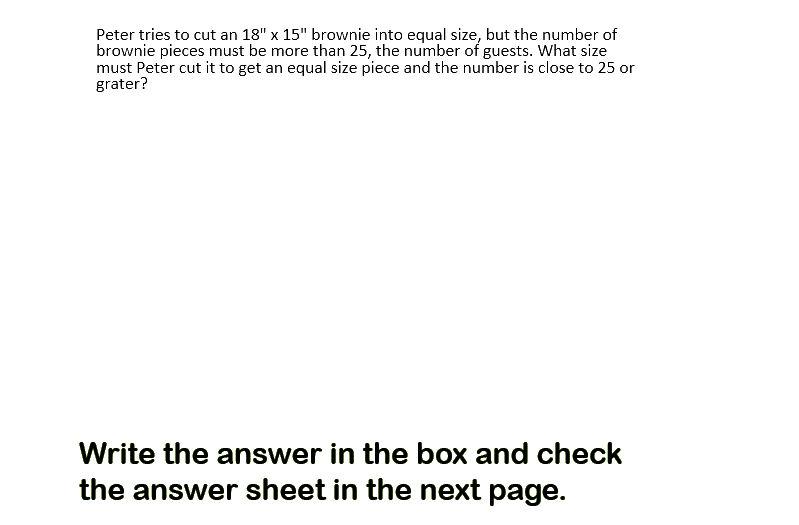 Peter tries to cut an 18" x 15" brownie into equal size, but the number of
brownie pieces must be more than 25, the number of guests. What size
must Peter cut it to get an equal size piece and the number is close to 25 or
grater?
Write the answer in the box and check
the answer sheet in the next page.